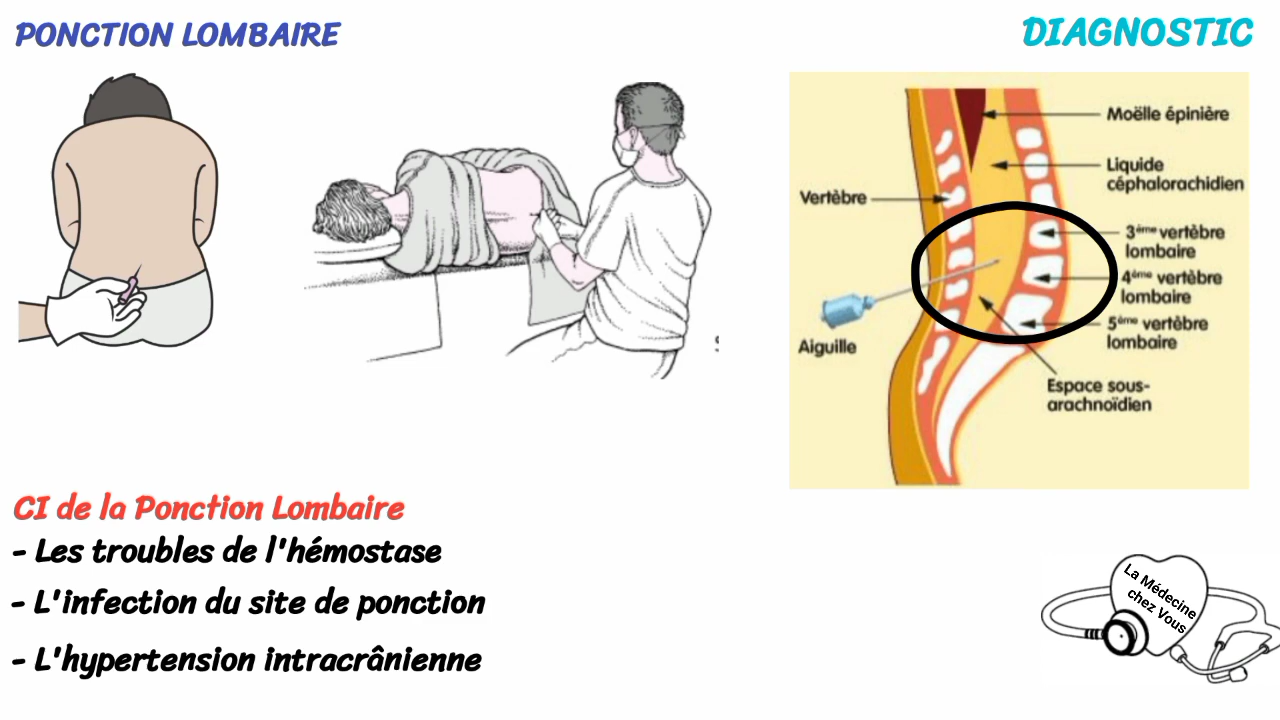 PONCTION LOMBAIRE
DIAGNOSTIC
Moëlle épinière
Liquide
céphalorachidien
Vertèbre
3ème vertèbre
lombaire
4ème vertèbre
lombaire
5ème vertèbre
lombaire
Aiguille
Espace sous-
arachnoïdien
CI de la Ponction Lombaire
- Les troubles de l'hémostase
- L'infection du site de ponction
- L'hypertension intracrânienne
La Médecine
chez Vous